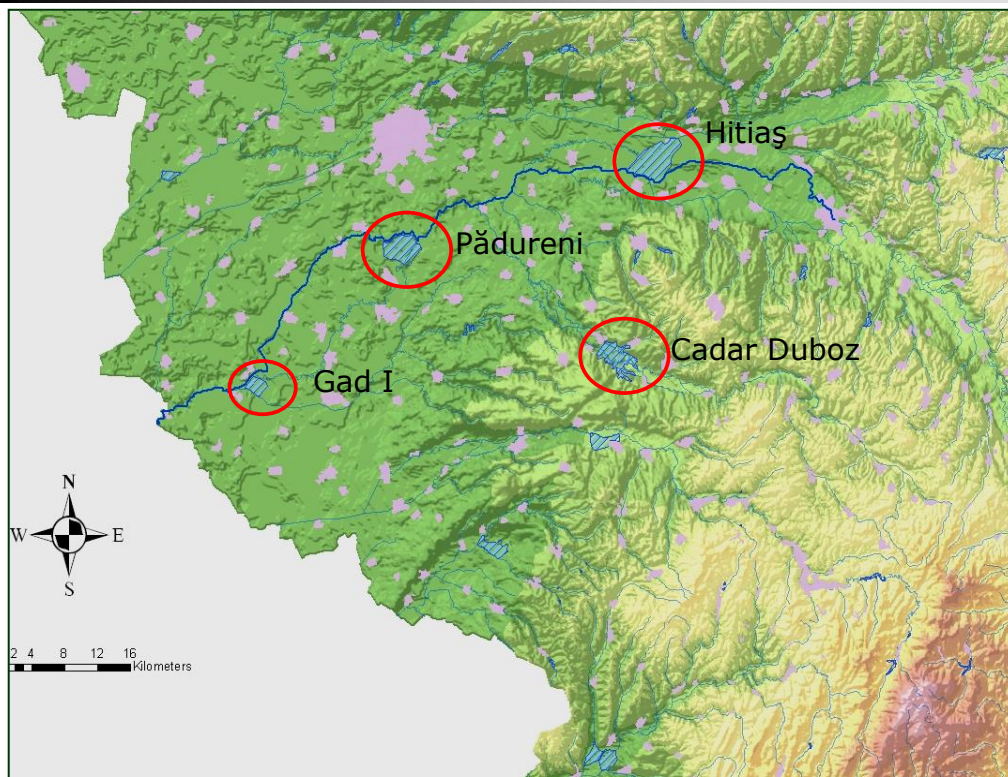 Hitiaş
Pădureni
Cadar Duboz
Gad I
N
W E
S
2 4 8 12 16
Kilometers